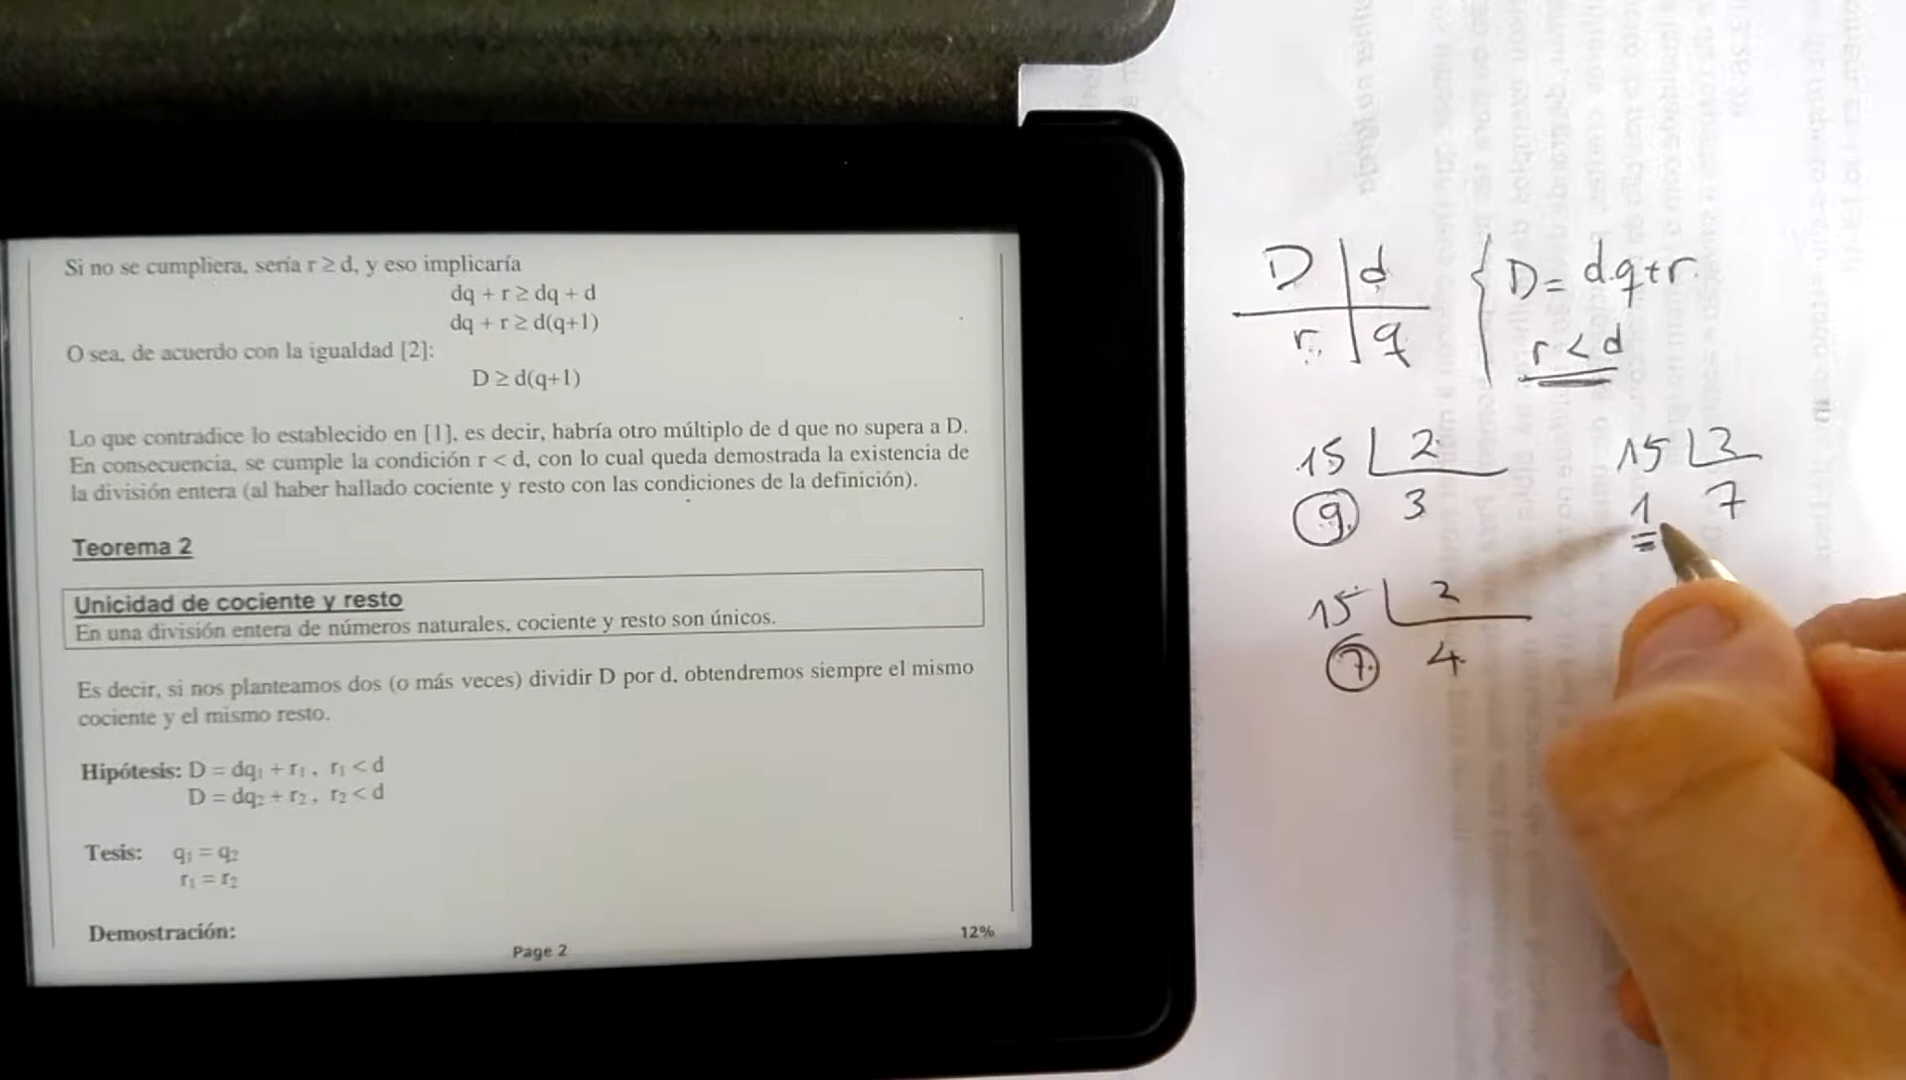 Si no se cumpliera, sería r ≥ d, y eso implicaría
dq + r ≥ dq + d
dq + r ≥ d(q+1)
O sea, de acuerdo con la igualdad [2]:
D ≥ d(q+1)
Lo que contradice lo establecido en [1], es decir, habría otro múltiplo de d que no supera a D.
En consecuencia, se cumple la condición r < d, con lo cual queda demostrada la existencia de
la división entera (al haber hallado cociente y resto con las condiciones de la definición).
Teorema 2
Unicidad de cociente y resto
En una división entera de números naturales, cociente y resto son únicos.
Es decir, si nos planteamos dos (o más veces) dividir D por d, obtendremos siempre el mismo
cociente y el mismo resto.
Hipótesis: D = dq₁ + r₁ , r₁ < d
D = dq₂ + r₂ , r₂ < d
Tesis: q₁ = q₂
r₁ = r₂
Demostración:
Page 2
12%
D d
r q
D = d.q+r
r < d
15 2
9 3
15 2
1 7
15 2
7 4